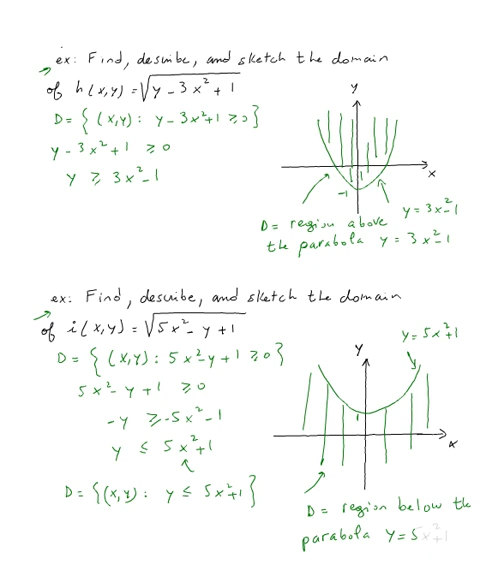 ex: Find, describe, and sketch the domain
of h(x,y) = √(y - 3x² + 1)
D = { (x,y) : y - 3x² + 1 ≥ 0 }
y - 3x² + 1 ≥ 0
y ≥ 3x² - 1
y
x
-1
y = 3x² - 1
D = region above
the parabola y = 3x² - 1
ex: Find, describe, and sketch the domain
of i(x,y) = √(5x² - y + 1)
D = { (x,y) : 5x² - y + 1 ≥ 0 }
5x² - y + 1 ≥ 0
-y ≥ -5x² - 1
y ≤ 5x² + 1
D = { (x,y) : y ≤ 5x² + 1 }
y = 5x² + 1
y
1
x
D = region below the
parabola y = 5x² + 1